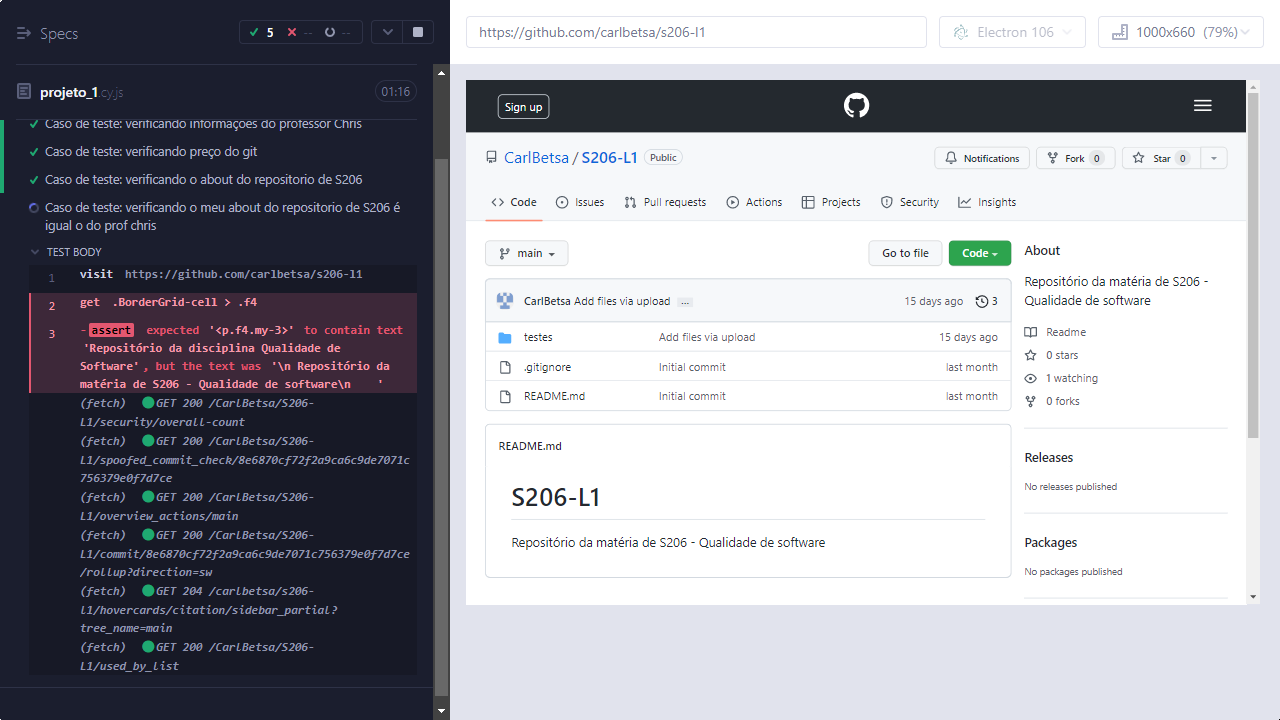 Specs
5
--
--
projeto_1.cy.js
01:16
Caso de teste: verificando informações do professor Chris
Caso de teste: verificando preço do git
Caso de teste: verificando o about do repositorio de S206
Caso de teste: verificando o meu about do repositorio de S206 é
igual o do prof chris
TEST BODY
1 visit https://github.com/carlbetsa/s206-l1
2 get .BorderGrid-cell > .f4
3 -assert expected '<p.f4.my-3>' to contain text
'Repositório da disciplina Qualidade de
Software', but the text was '\n Repositório da
matéria de S206 - Qualidade de software\n '
(fetch) GET 200 /CarlBetsa/S206-
L1/security/overall-count
(fetch) GET 200 /CarlBetsa/S206-
L1/spoofed_commit_check/8e6870cf72f2a9ca6c9de7071c
756379e0f7d7ce
(fetch) GET 200 /CarlBetsa/S206-
L1/overview_actions/main
(fetch) GET 200 /CarlBetsa/S206-
L1/commit/8e6870cf72f2a9ca6c9de7071c756379e0f7d7ce
/rollup?direction=sw
(fetch) GET 204 /carlbetsa/s206-
l1/hovercards/citation/sidebar_partial?
tree_name=main
(fetch) GET 200 /CarlBetsa/S206-
L1/used_by_list
https://github.com/carlbetsa/s206-l1
Electron 106
1000x660 (79%)
Sign up
CarlBetsa / S206-L1 Public
Notifications
Fork 0
Star 0
Code
Issues
Pull requests
Actions
Projects
Security
Insights
main
Go to file
Code
CarlBetsa Add files via upload ... 15 days ago 3
testes Add files via upload 15 days ago
.gitignore Initial commit last month
README.md Initial commit last month
README.md
S206-L1
Repositório da matéria de S206 - Qualidade de software
About
Repositório da matéria de S206 -
Qualidade de software
Readme
0 stars
1 watching
0 forks
Releases
No releases published
Packages
No packages published